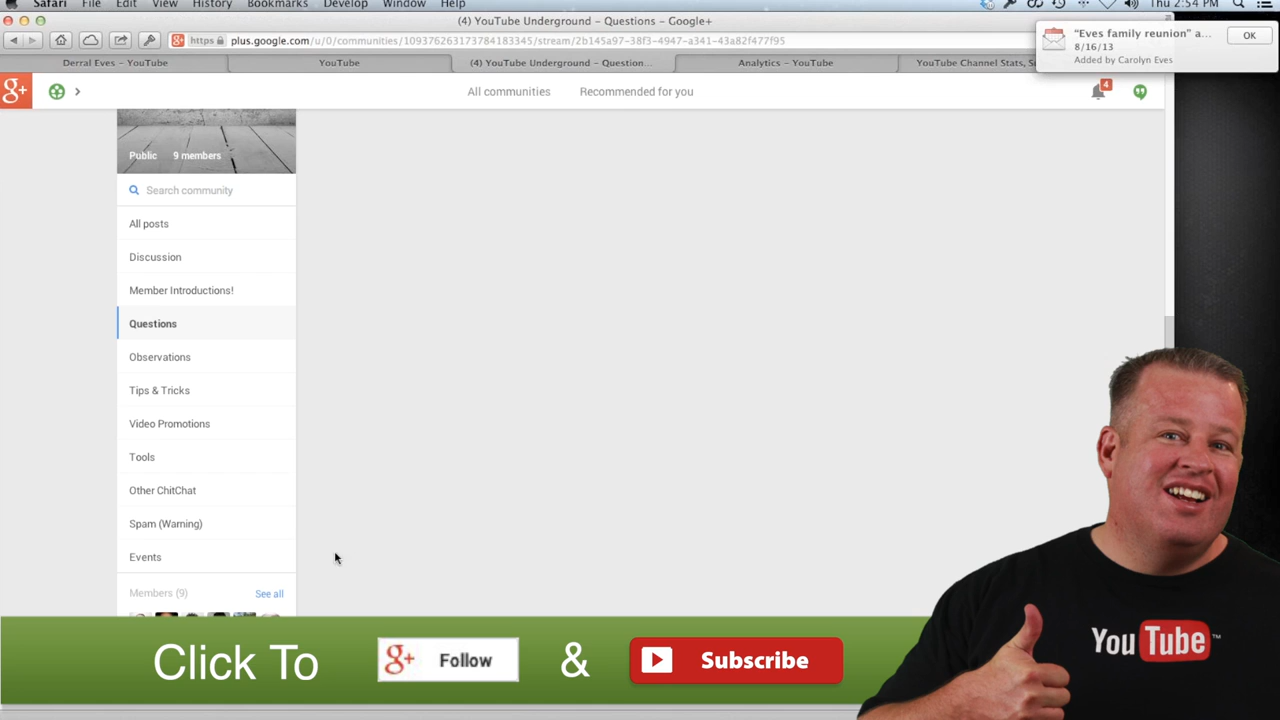 Safari File Edit View History Bookmarks Develop Window Help Thu 2:54 PM
(4) YouTube Underground – Questions – Google+
https plus.google.com/u/0/communities/109376263173784183345/stream/2b145a97-38f3-4947-a341-43a82f477f95
Derral Eves – YouTube YouTube (4) YouTube Underground – Question... Analytics – YouTube YouTube Channel Stats, S
"Eves family reunion" a... OK
8/16/13
Added by Carolyn Eves
g+ All communities Recommended for you 4
Public 9 members
Search community
All posts
Discussion
Member Introductions!
Questions
Observations
Tips & Tricks
Video Promotions
Tools
Other ChitChat
Spam (Warning)
Events
Members (9) See all
Click To g+ Follow & Subscribe
YouTube™